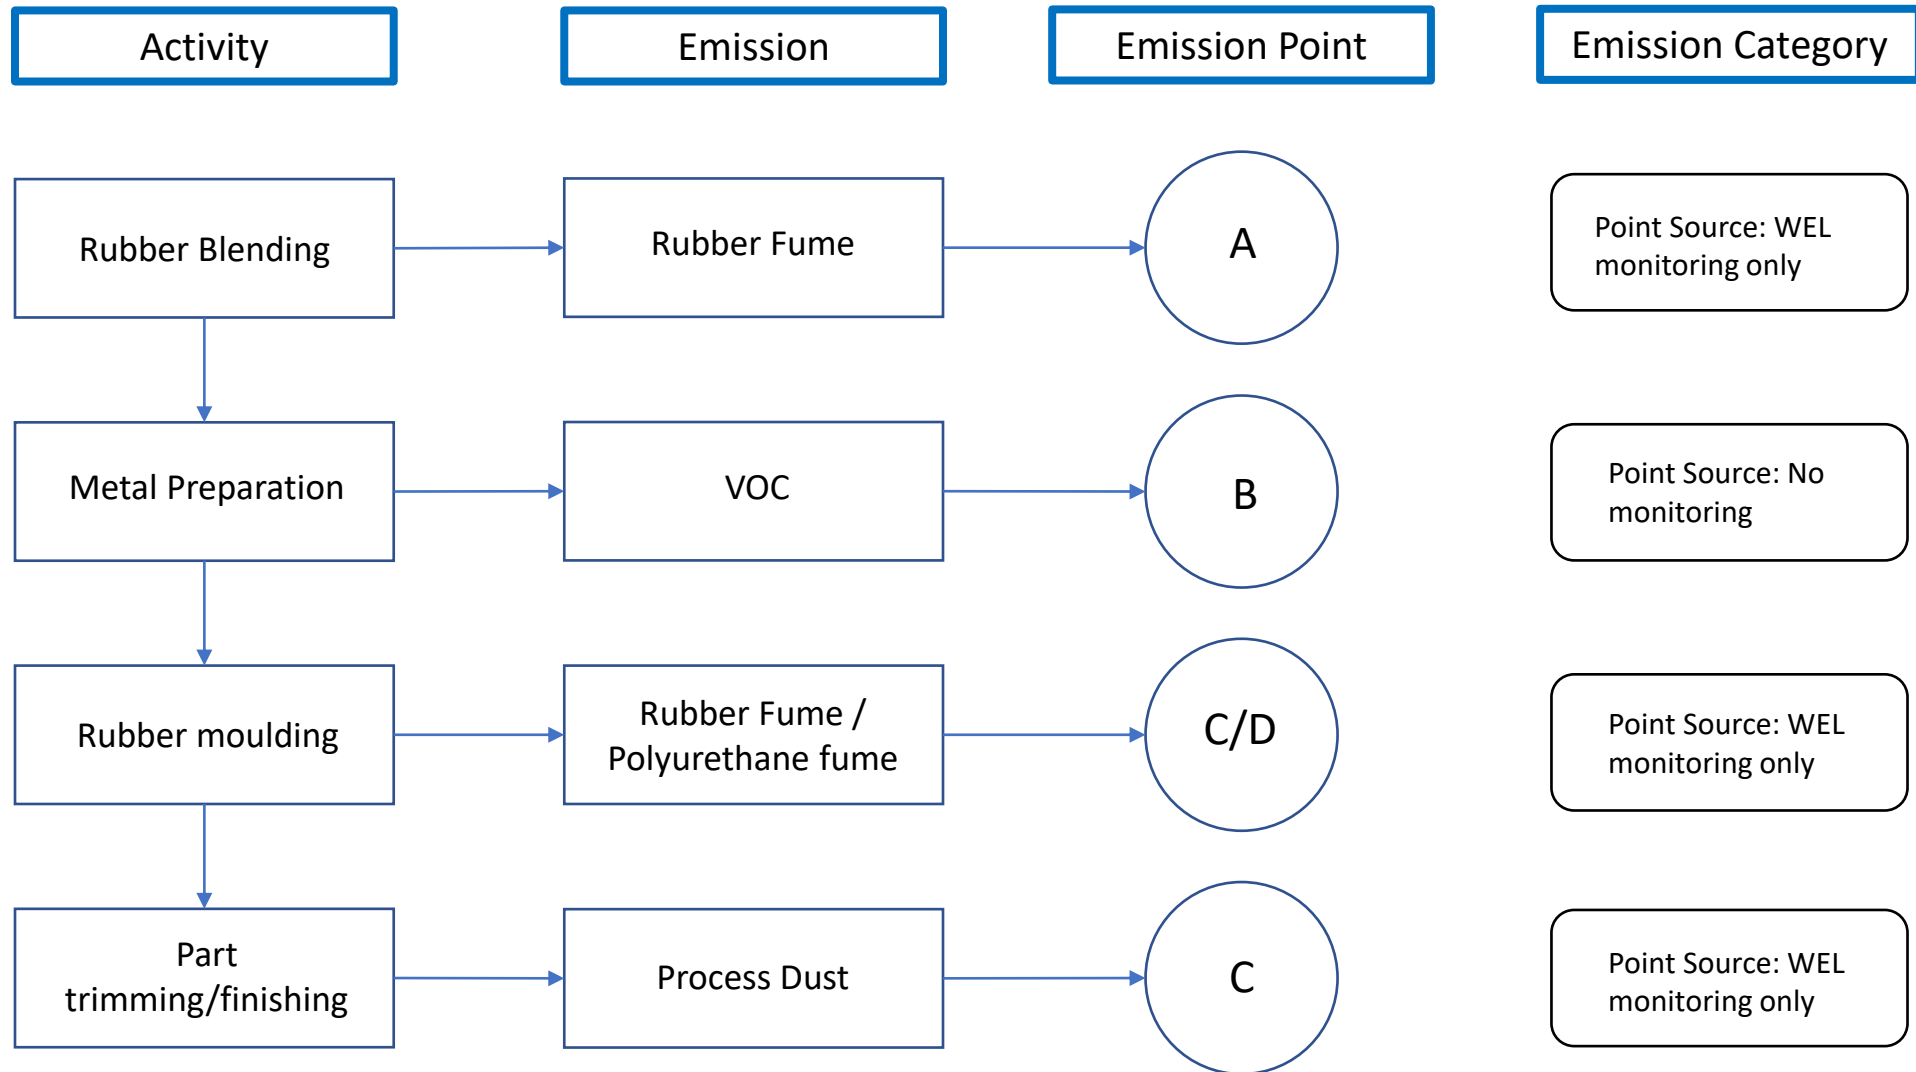 Activity
Emission
Emission Point
Emission Category
Rubber Blending
Rubber Fume
A
Point Source: WEL
monitoring only
Metal Preparation
VOC
B
Point Source: No
monitoring
Rubber moulding
Rubber Fume /
Polyurethane fume
C/D
Point Source: WEL
monitoring only
Part
trimming/finishing
Process Dust
C
Point Source: WEL
monitoring only